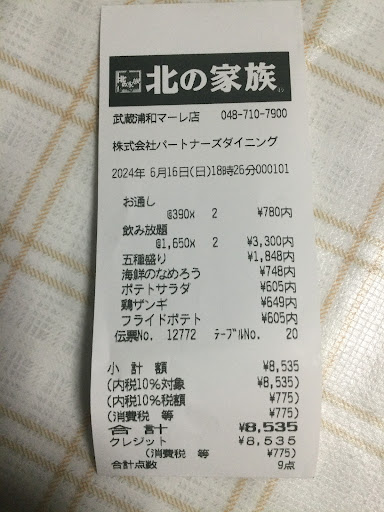 北の家族
武蔵浦和マーレ店 048-710-7900
株式会社パートナーズダイニング
2024年 6月16日(日)18時26分000101
お通し
@390x 2 ¥780内
飲み放題
@1,650x 2 ¥3,300内
五種盛り ¥1,848内
海鮮のなめろう ¥748内
ポテトサラダ ¥605内
鶏ザンギ ¥649内
フライドポテト ¥605内
伝票No. 12772 テーブルNo. 20
小計額 ¥8,535
(内税10%対象 ¥8,535)
(内税10%税額 ¥775)
(消費税 等 ¥775)
合計 ¥8,535
クレジット ¥8,535
(消費税 等 ¥775)
合計点数 9点